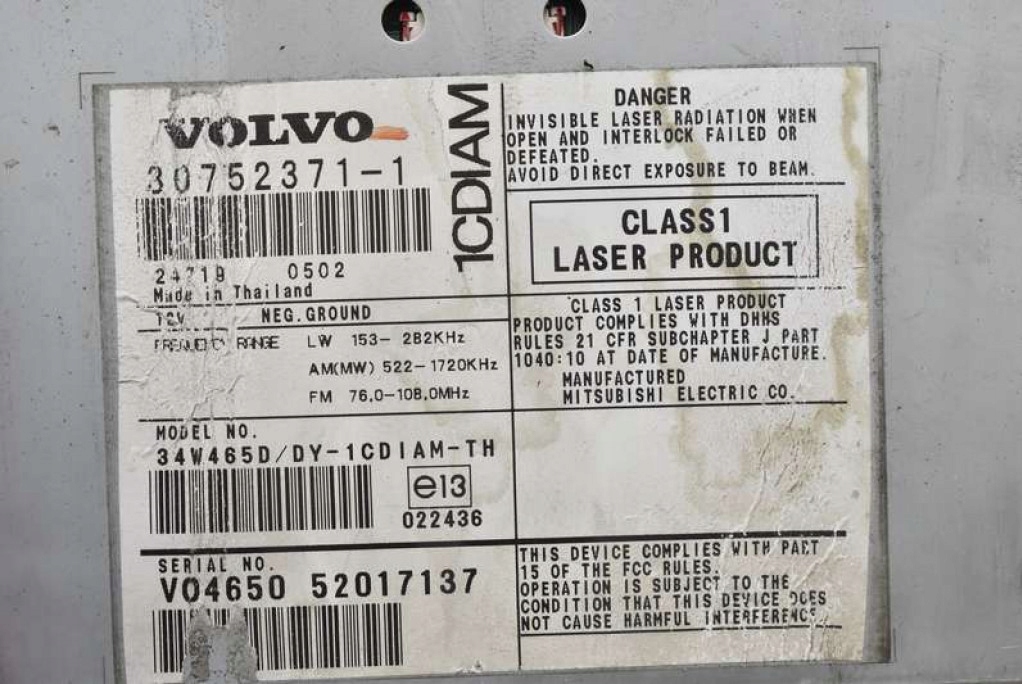 VOLVO
30752371-1
1CDIAM
24719 0502
Made in Thailand
12V NEG.GROUND
FREQUENCY RANGE LW 153- 282KHz
AM(MW) 522-1720KHz
FM 76.0-108.0MHz
MODEL NO.
34W465D/DY-1CDIAM-TH
e13
022436
SERIAL NO.
V04650 52017137
DANGER
INVISIBLE LASER RADIATION WHEN
OPEN AND INTERLOCK FAILED OR
DEFEATED.
AVOID DIRECT EXPOSURE TO BEAM.
CLASS1
LASER PRODUCT
CLASS 1 LASER PRODUCT
PRODUCT COMPLIES WITH DHHS
RULES 21 CFR SUBCHAPTER J PART
1040:10 AT DATE OF MANUFACTURE.
MANUFACTURED
MITSUBISHI ELECTRIC CO.
THIS DEVICE COMPLIES WITH PART
15 OF THE FCC RULES.
OPERATION IS SUBJECT TO THE
CONDITION THAT THIS DEVICE DOES
NOT CAUSE HARMFUL INTERFERENCE.